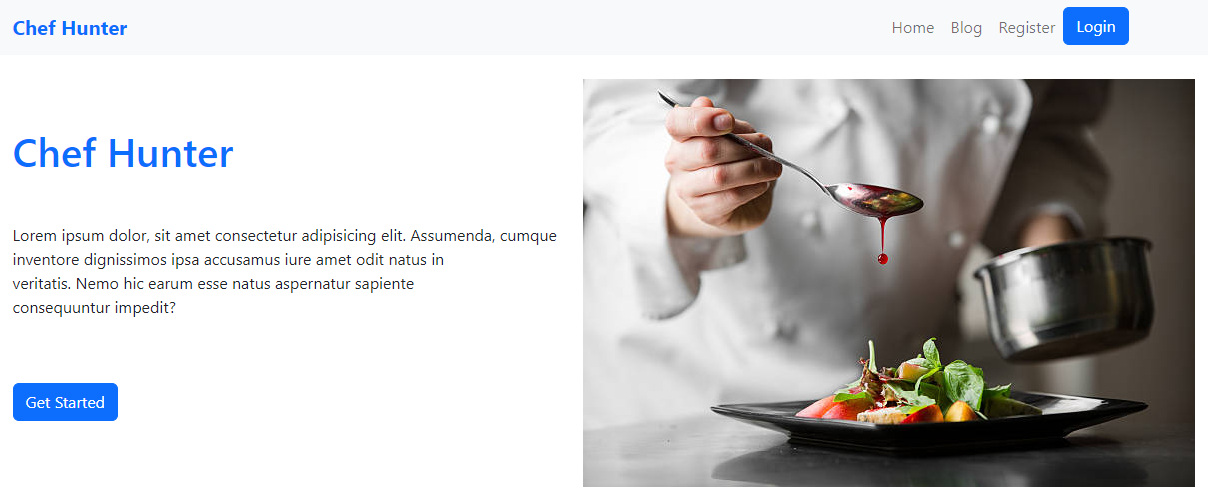 Chef Hunter
Home Blog Register Login
Chef Hunter
Lorem ipsum dolor, sit amet consectetur adipisicing elit. Assumenda, cumque
inventore dignissimos ipsa accusamus iure amet odit natus in
veritatis. Nemo hic earum esse natus aspernatur sapiente
consequuntur impedit?
Get Started